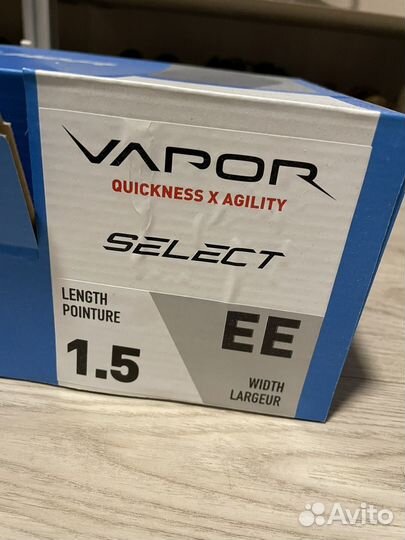 VAPOR
QUICKNESS X AGILITY
SELECT
LENGTH
POINTURE
1.5
EE
WIDTH
LARGEUR
Avito